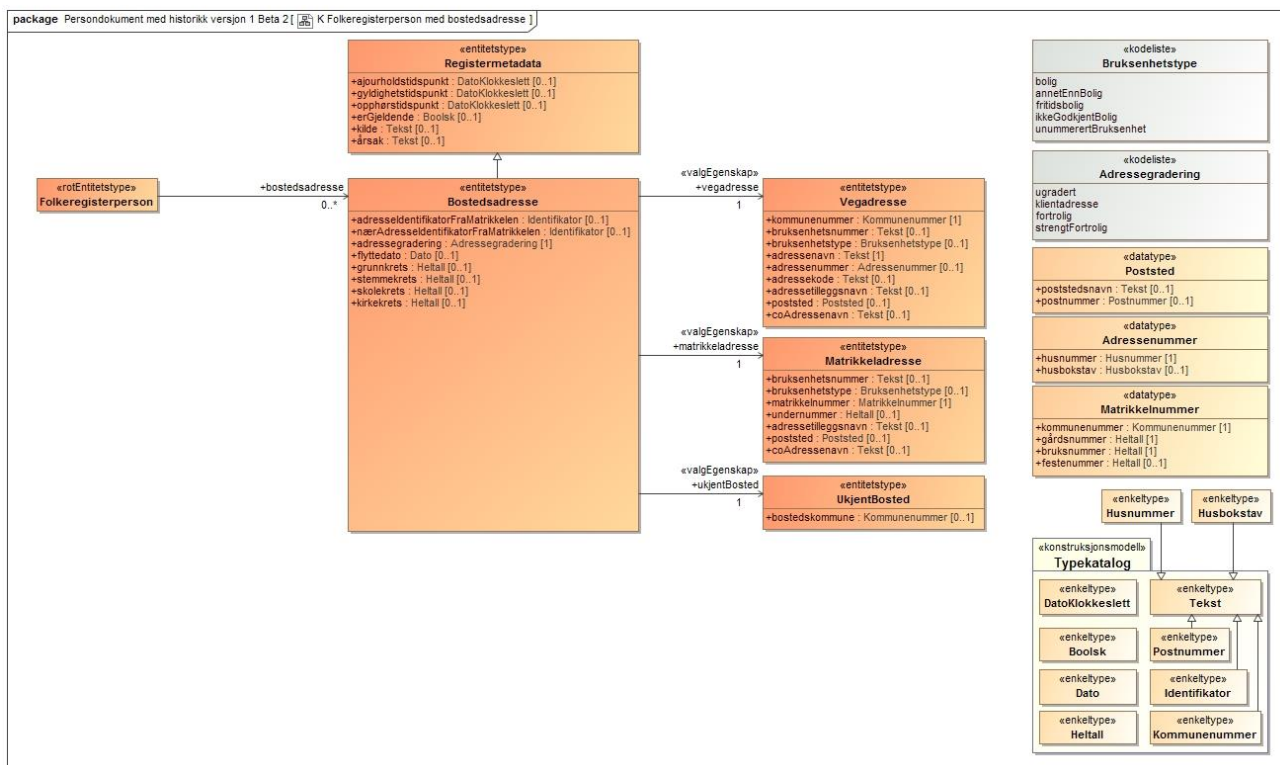 package Persondokument med historikk versjon 1 Beta 2 [ K Folkeregisterperson med bostedsadresse ]
«entitetstype»
Registermetadata
+ajourholdstidspunkt : DatoKlokkeslett [0..1]
+gyldighetstidspunkt : DatoKlokkeslett [0..1]
+opphørstidspunkt : DatoKlokkeslett [0..1]
+erGjeldende : Boolsk [0..1]
+kilde : Tekst [0..1]
+årsak : Tekst [0..1]
«rotEntitetstype»
Folkeregisterperson
+bostedsadresse
0..*
«entitetstype»
Bostedsadresse
+adresseIdentifikatorFraMatrikkelen : Identifikator [0..1]
+nærAdresseIdentifikatorFraMatrikkelen : Identifikator [0..1]
+adressegradering : Adressegradering [1]
+flyttedato : Dato [0..1]
+grunnkrets : Heltall [0..1]
+stemmekrets : Heltall [0..1]
+skolekrets : Heltall [0..1]
+kirkekrets : Heltall [0..1]
«valgEgenskap»
+vegadresse
1
«entitetstype»
Vegadresse
+kommunenummer : Kommunenummer [1]
+bruksenhetsnummer : Tekst [0..1]
+bruksenhetstype : Bruksenhetstype [0..1]
+adressenavn : Tekst [1]
+adressenummer : Adressenummer [0..1]
+adressekode : Tekst [0..1]
+adressetilleggsnavn : Tekst [0..1]
+poststed : Poststed [0..1]
+coAdressenavn : Tekst [0..1]
«valgEgenskap»
+matrikkeladresse
1
«entitetstype»
Matrikkeladresse
+bruksenhetsnummer : Tekst [0..1]
+bruksenhetstype : Bruksenhetstype [0..1]
+matrikkelnummer : Matrikkelnummer [1]
+undernummer : Heltall [0..1]
+adressetilleggsnavn : Tekst [0..1]
+poststed : Poststed [0..1]
+coAdressenavn : Tekst [0..1]
«valgEgenskap»
+ukjentBosted
1
«entitetstype»
UkjentBosted
+bostedskommune : Kommunenummer [0..1]
«kodeliste»
Bruksenhetstype
bolig
annetEnnBolig
fritidsbolig
ikkeGodkjentBolig
unummerertBruksenhet
«kodeliste»
Adressegradering
ugradert
klientadresse
fortrolig
strengtFortrolig
«datatype»
Poststed
+poststedsnavn : Tekst [0..1]
+postnummer : Postnummer [0..1]
«datatype»
Adressenummer
+husnummer : Husnummer [1]
+husbokstav : Husbokstav [0..1]
«datatype»
Matrikkelnummer
+kommunenummer : Kommunenummer [1]
+gårdsnummer : Heltall [1]
+bruksnummer : Heltall [1]
+festenummer : Heltall [0..1]
«enkeltype»
Husnummer
«enkeltype»
Husbokstav
«konstruksjonsmodell»
Typekatalog
«enkeltype»
DatoKlokkeslett
«enkeltype»
Tekst
«enkeltype»
Boolsk
«enkeltype»
Postnummer
«enkeltype»
Dato
«enkeltype»
Identifikator
«enkeltype»
Heltall
«enkeltype»
Kommunenummer